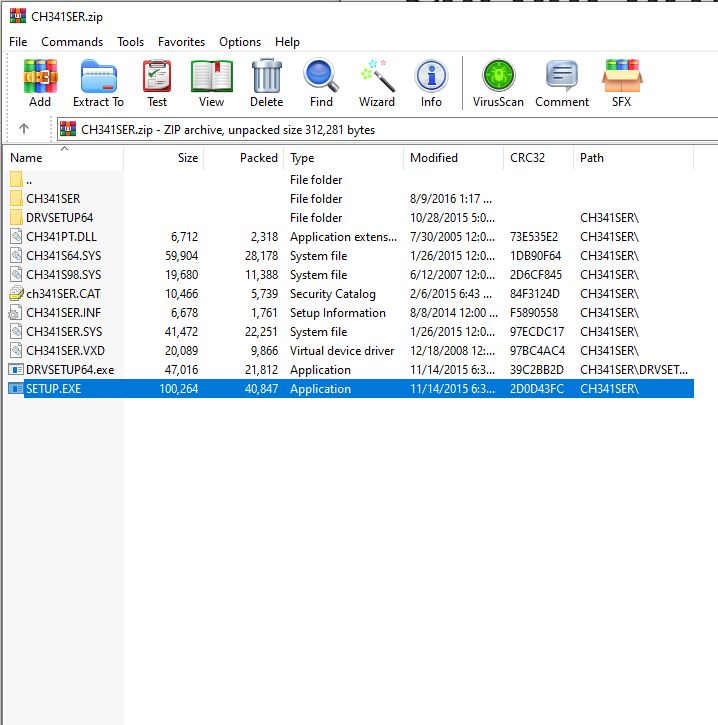 CH341SER.zip
File Commands Tools Favorites Options Help
Add Extract To Test View Delete Find Wizard Info VirusScan Comment SFX
CH341SER.zip - ZIP archive, unpacked size 312,281 bytes
Name Size Packed Type Modified CRC32 Path
.. File folder
CH341SER File folder 8/9/2016 1:17 ...
DRVSETUP64 File folder 10/28/2015 5:0... CH341SER\
CH341PT.DLL 6,712 2,318 Application extens... 7/30/2005 12:0... 73E535E2 CH341SER\
CH341S64.SYS 59,904 28,178 System file 1/26/2015 12:0... 1DB90F64 CH341SER\
CH341S98.SYS 19,680 11,388 System file 6/12/2007 12:0... 2D6CF845 CH341SER\
ch341SER.CAT 10,466 5,739 Security Catalog 2/6/2015 6:43 ... 84F3124D CH341SER\
CH341SER.INF 6,678 1,761 Setup Information 8/8/2014 12:00 ... F5890558 CH341SER\
CH341SER.SYS 41,472 22,251 System file 1/26/2015 12:0... 97ECDC17 CH341SER\
CH341SER.VXD 20,089 9,866 Virtual device driver 12/18/2008 12:... 97BC4AC4 CH341SER\
DRVSETUP64.exe 47,016 21,812 Application 11/14/2015 6:3... 39C2BB2D CH341SER\DRVSET...
SETUP.EXE 100,264 40,847 Application 11/14/2015 6:3... 2D0D43FC CH341SER\